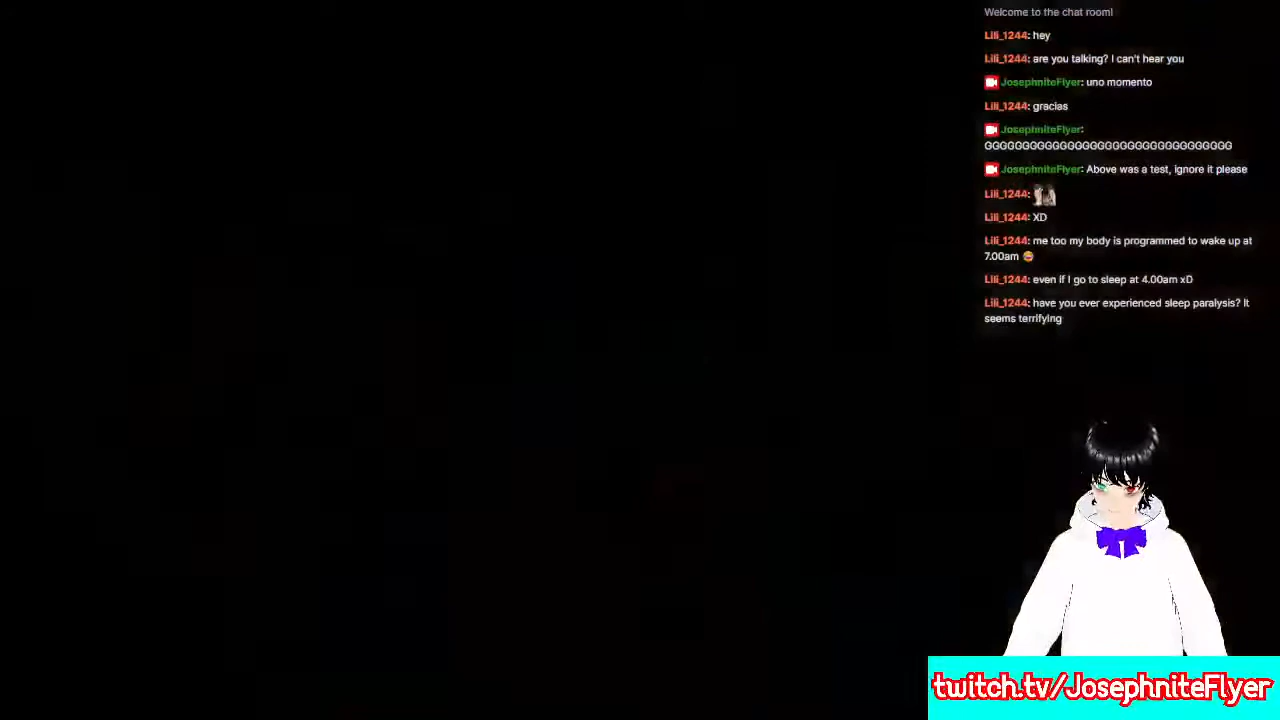 Welcome to the chat room!
Lili_1244: hey
Lili_1244: are you talking? I can't hear you
JosephniteFlyer: uno momento
Lili_1244: gracias
JosephniteFlyer:
GGGGGGGGGGGGGGGGGGGGGGGGGGGGGGGGG
JosephniteFlyer: Above was a test, ignore it please
Lili_1244:
Lili_1244: XD
Lili_1244: me too my body is programmed to wake up at
7.00am
Lili_1244: even if I go to sleep at 4.00am xD
Lili_1244: have you ever experienced sleep paralysis? It
seems terrifying
twitch.tv/JosephniteFlyer